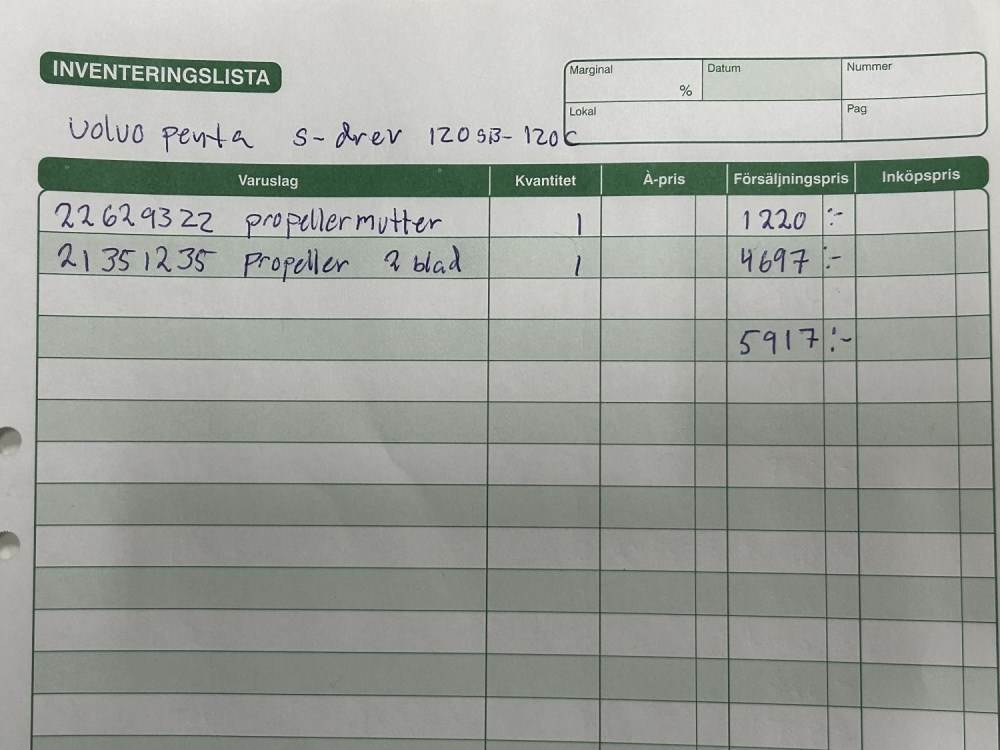 INVENTERINGSLISTA
Marginal % Datum Nummer
Lokal Pag
Volvo penta s-drev 120SB-120C
Varuslag Kvantitet À-pris Försäljningspris Inköpspris
22629322 propellermutter 1 1220 :-
21351235 Propeller 2 blad 1 4697 :-
5917 :-